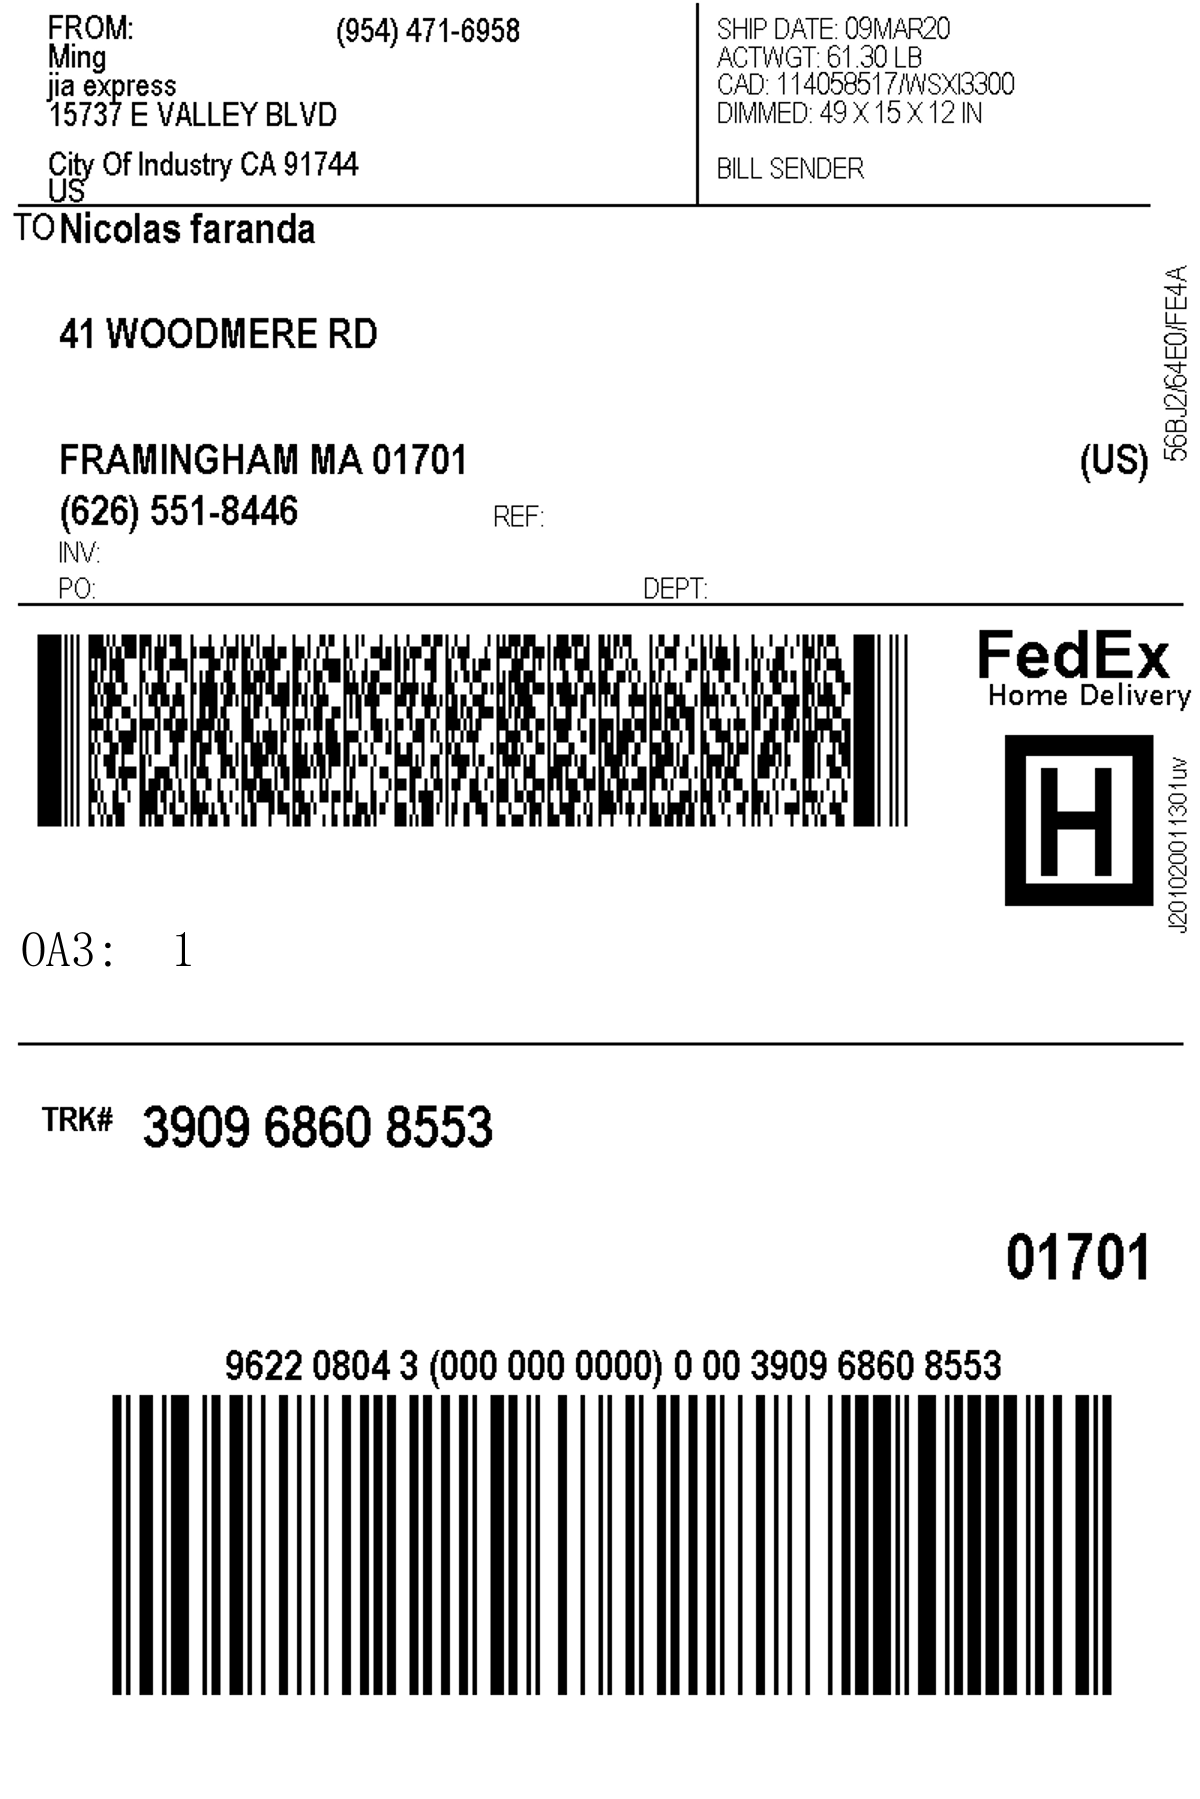 FROM: (954) 471-6958
Ming
jia express
15737 E VALLEY BLVD
City Of Industry CA 91744
US
SHIP DATE: 09MAR20
ACTWGT: 61.30 LB
CAD: 114058517/WSXI3300
DIMMED: 49 X 15 X 12 IN
BILL SENDER
TO Nicolas faranda
41 WOODMERE RD
FRAMINGHAM MA 01701 (US)
(626) 551-8446 REF:
INV:
PO: DEPT:
56BJ2/64E0/FE4A
FedEx
Home Delivery
H
J201020011301uv
OA3: 1
TRK# 3909 6860 8553
01701
9622 0804 3 (000 000 0000) 0 00 3909 6860 8553